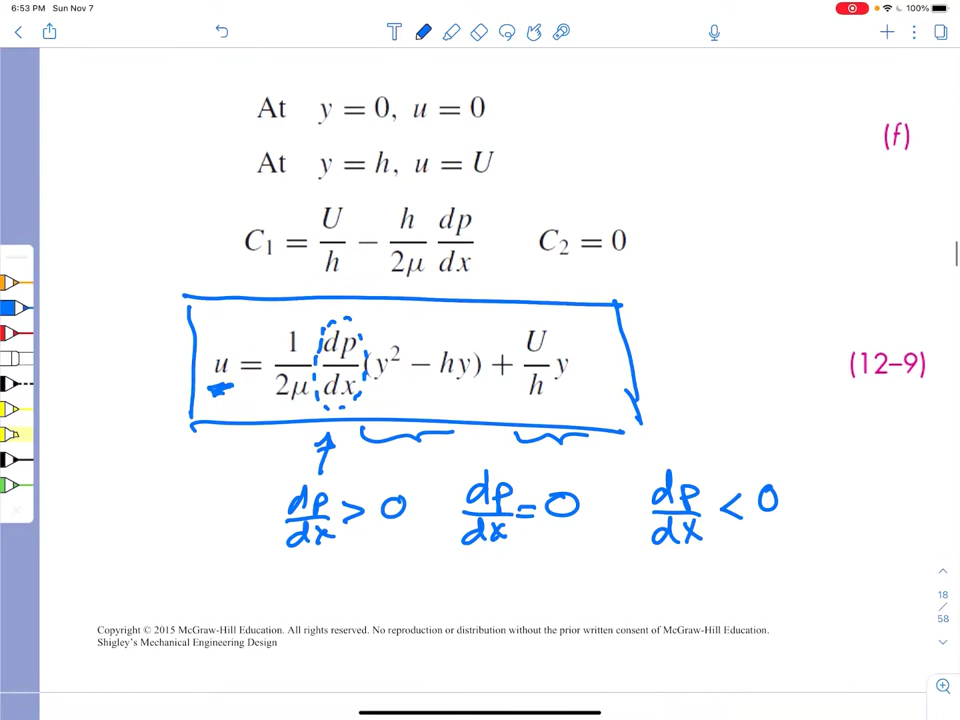 6:53 PM Sun Nov 7
100%
At y = 0, u = 0
(f)
At y = h, u = U
C₁ = U/h − h/2μ dp/dx C₂ = 0
u = 1/2μ dp/dx (y² − hy) + U/h y
(12–9)
dp/dx > 0 dp/dx = 0 dp/dx < 0
18
/
58
Copyright © 2015 McGraw-Hill Education. All rights reserved. No reproduction or distribution without the prior written consent of McGraw-Hill Education.
Shigley's Mechanical Engineering Design